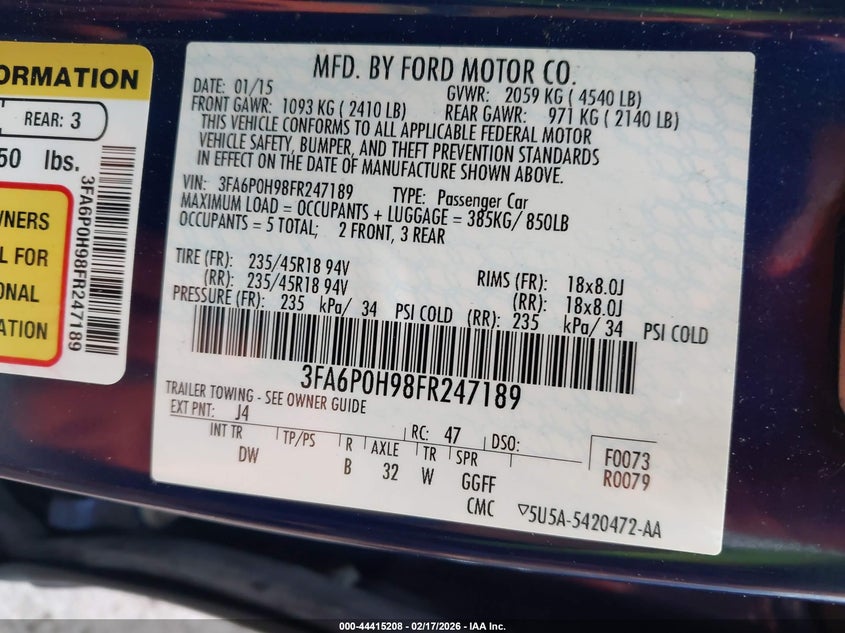 ORMATION
REAR: 3
50 lbs.
WNERS
L FOR
ONAL
ATION
3FA6P0H98FR247189
MFD. BY FORD MOTOR CO.
DATE: 01/15 GVWR: 2059 KG ( 4540 LB)
FRONT GAWR: 1093 KG ( 2410 LB) REAR GAWR: 971 KG ( 2140 LB)
THIS VEHICLE CONFORMS TO ALL APPLICABLE FEDERAL MOTOR
VEHICLE SAFETY, BUMPER, AND THEFT PREVENTION STANDARDS
IN EFFECT ON THE DATE OF MANUFACTURE SHOWN ABOVE.
VIN: 3FA6P0H98FR247189 TYPE: Passenger Car
MAXIMUM LOAD = OCCUPANTS + LUGGAGE = 385KG/ 850LB
OCCUPANTS = 5 TOTAL; 2 FRONT, 3 REAR
TIRE (FR): 235/45R18 94V RIMS (FR): 18x8.0J
(RR): 235/45R18 94V (RR): 18x8.0J
PRESSURE (FR): 235 kPa/ 34 PSI COLD (RR): 235 kPa/ 34 PSI COLD
3FA6P0H98FR247189
TRAILER TOWING - SEE OWNER GUIDE
EXT PNT: J4 RC: 47 DSO:
INT TR TP/PS R AXLE TR SPR F0073
DW B 32 W GGFF R0079
CMC ▽5U5A-5420472-AA
000-44415208 - 02/17/2026 - IAA Inc.